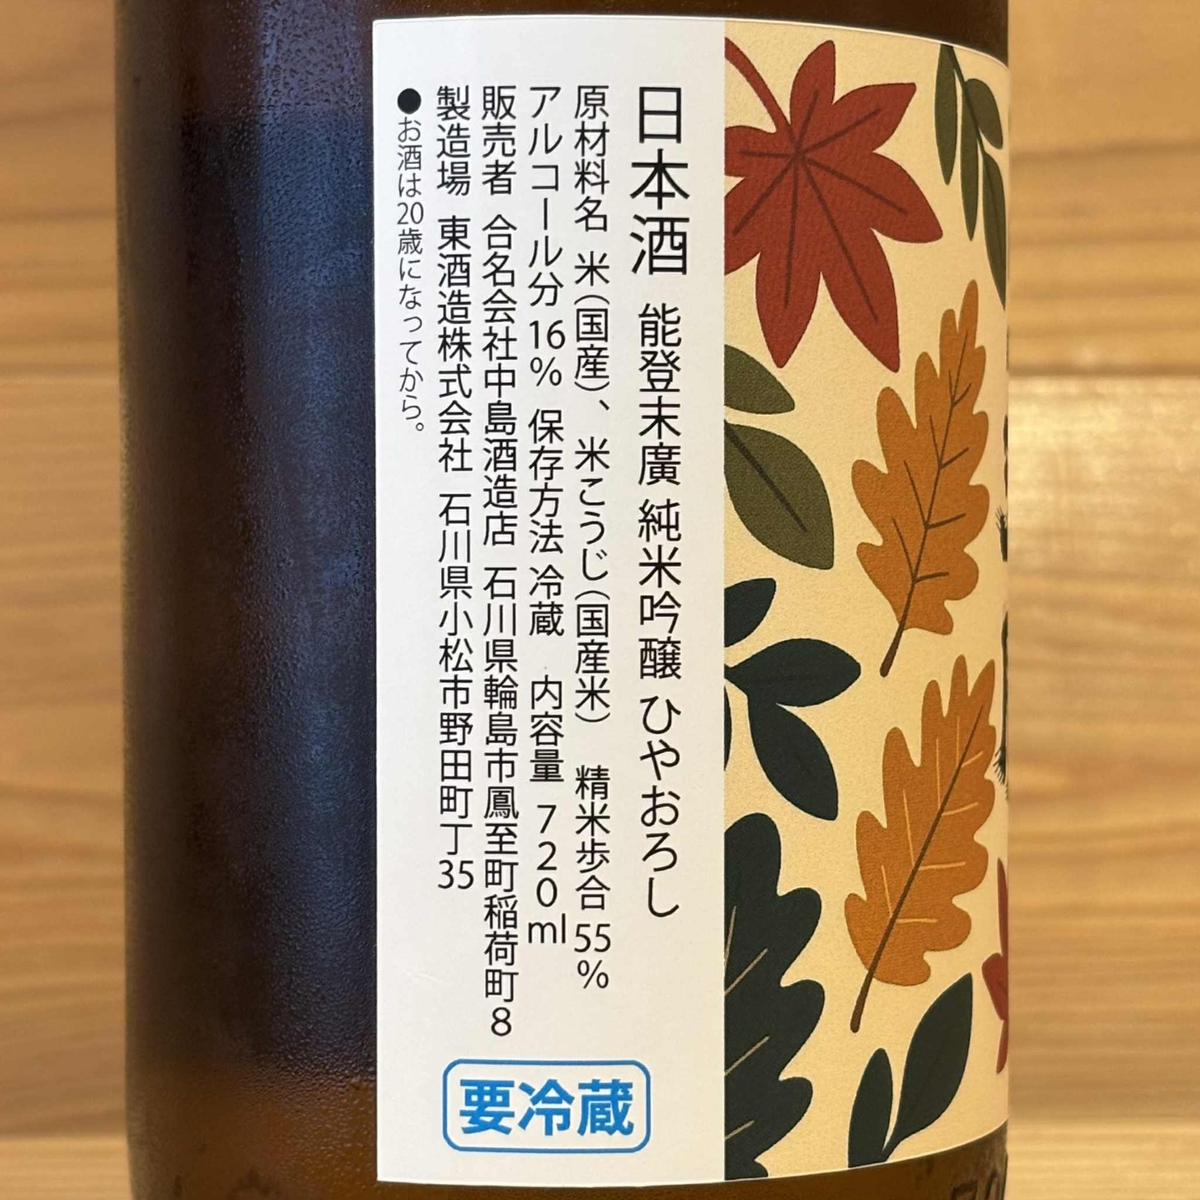 日本酒 能登末廣 純米吟醸 ひやおろし
原材料名 米（国産）、米こうじ（国産米） 精米歩合 55%
アルコール分 16% 保存方法 冷蔵 内容量 720ml
販売者 合名会社中島酒造店 石川県輪島市鳳至町稲荷町8
製造場 東酒造株式会社 石川県小松市野田町丁35
●お酒は20歳になってから。
要冷蔵